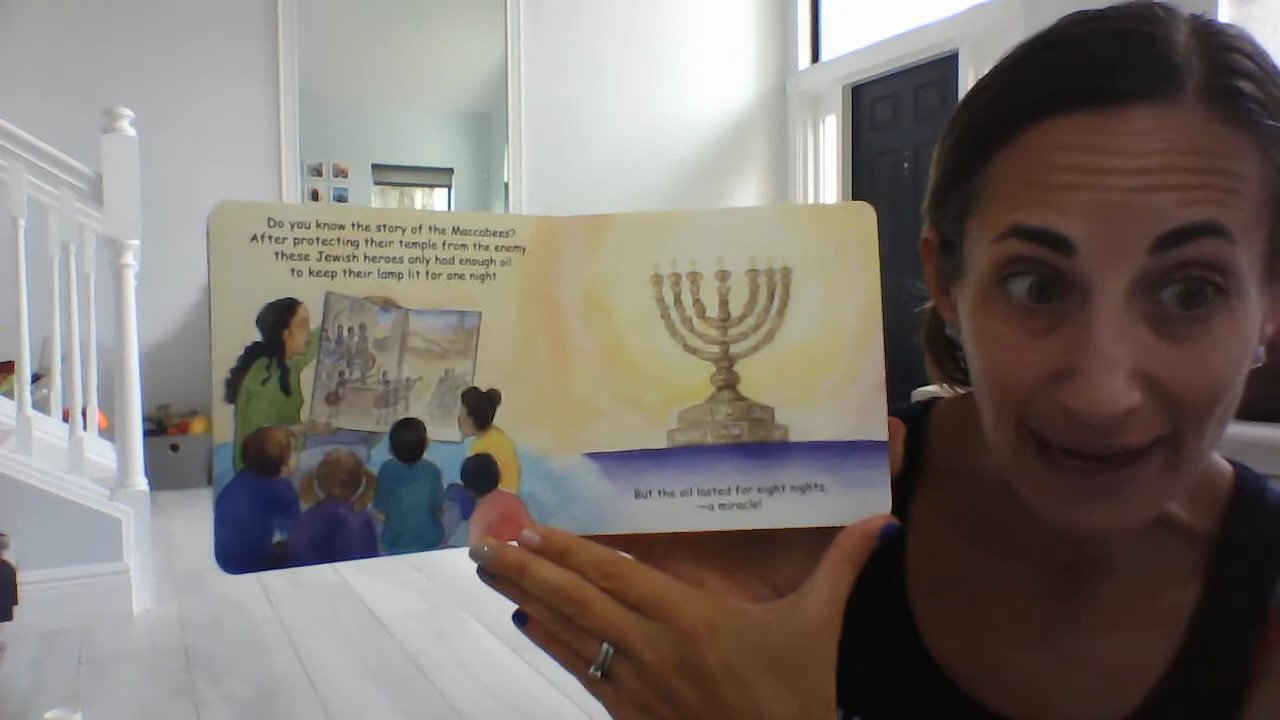 Do you know the story of the Maccabees?
After protecting their temple from the enemy
these Jewish heroes only had enough oil
to keep their lamp lit for one night
But the oil lasted for eight nights,
—a miracle!